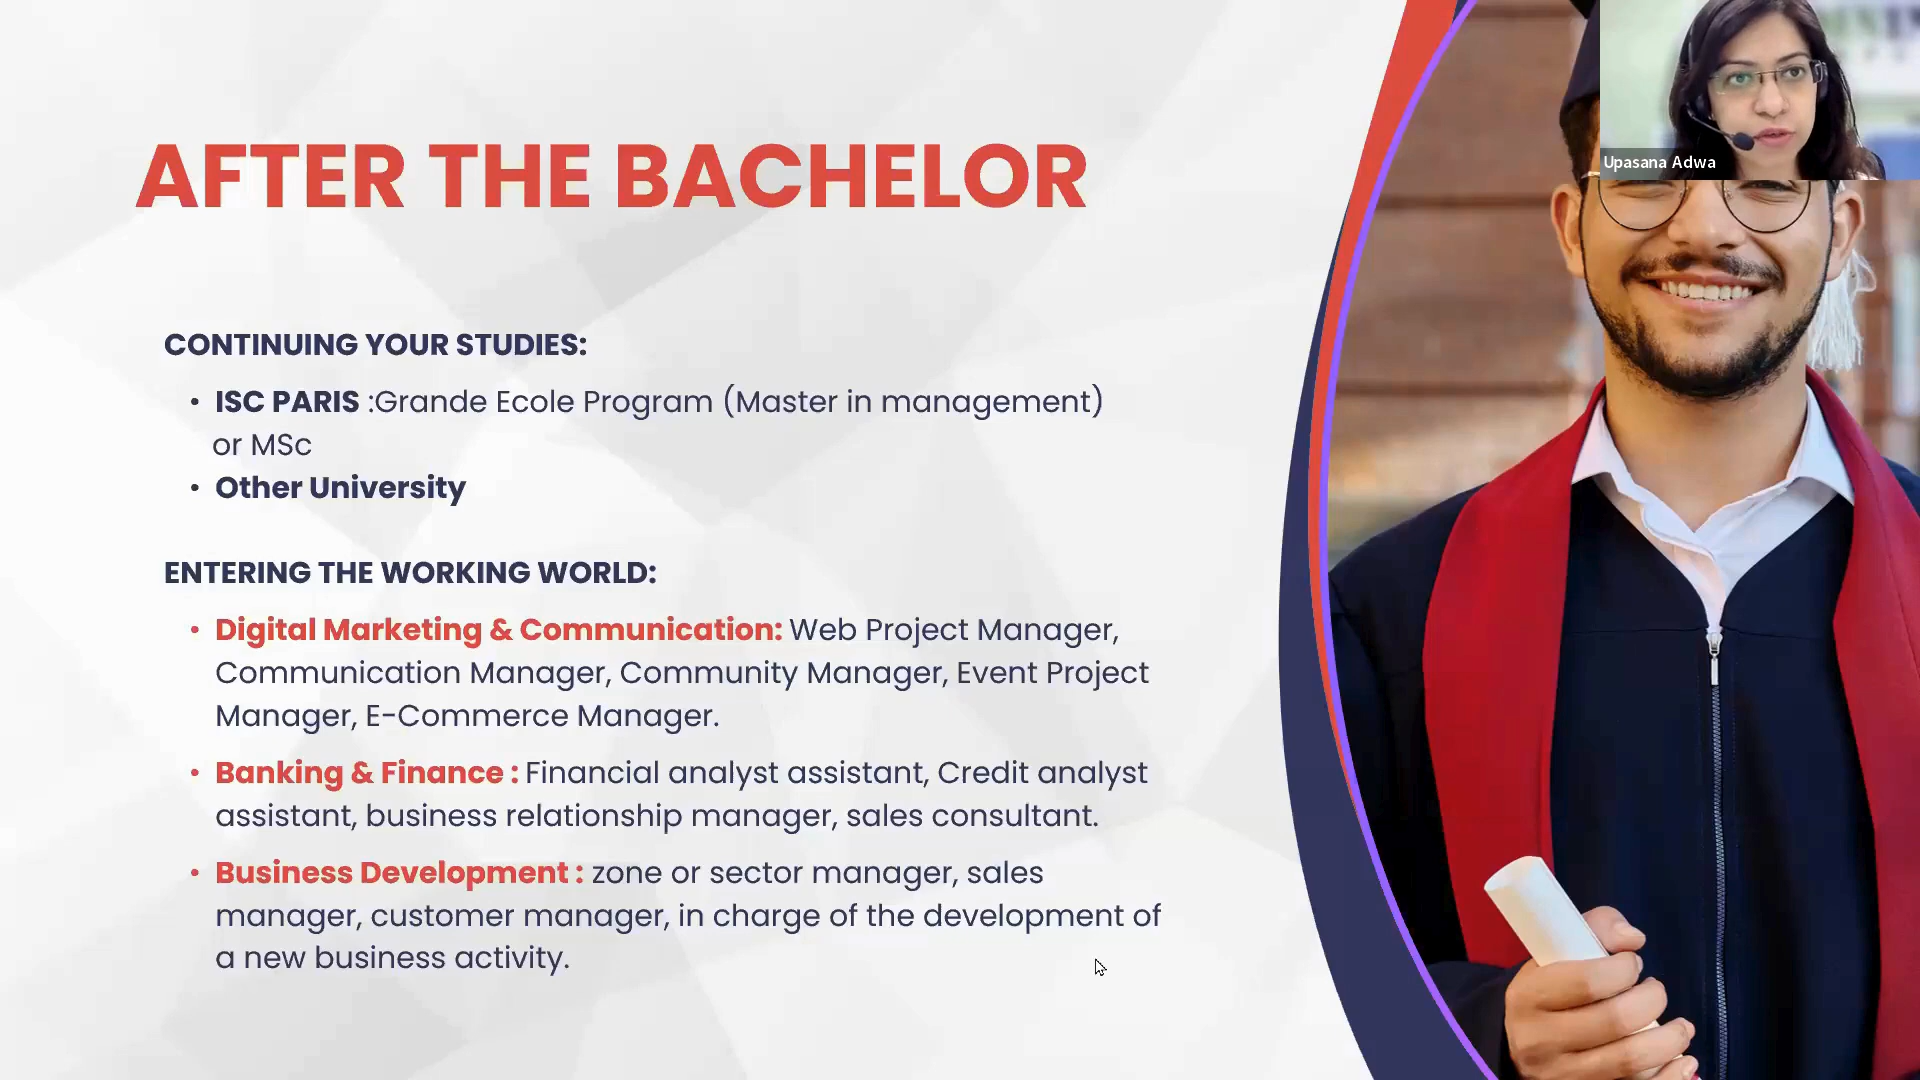 AFTER THE BACHELOR
Upasana Adwa
CONTINUING YOUR STUDIES:
• ISC PARIS :Grande Ecole Program (Master in management)
or MSc
• Other University
ENTERING THE WORKING WORLD:
• Digital Marketing & Communication: Web Project Manager,
Communication Manager, Community Manager, Event Project
Manager, E-Commerce Manager.
• Banking & Finance : Financial analyst assistant, Credit analyst
assistant, business relationship manager, sales consultant.
• Business Development : zone or sector manager, sales
manager, customer manager, in charge of the development of
a new business activity.